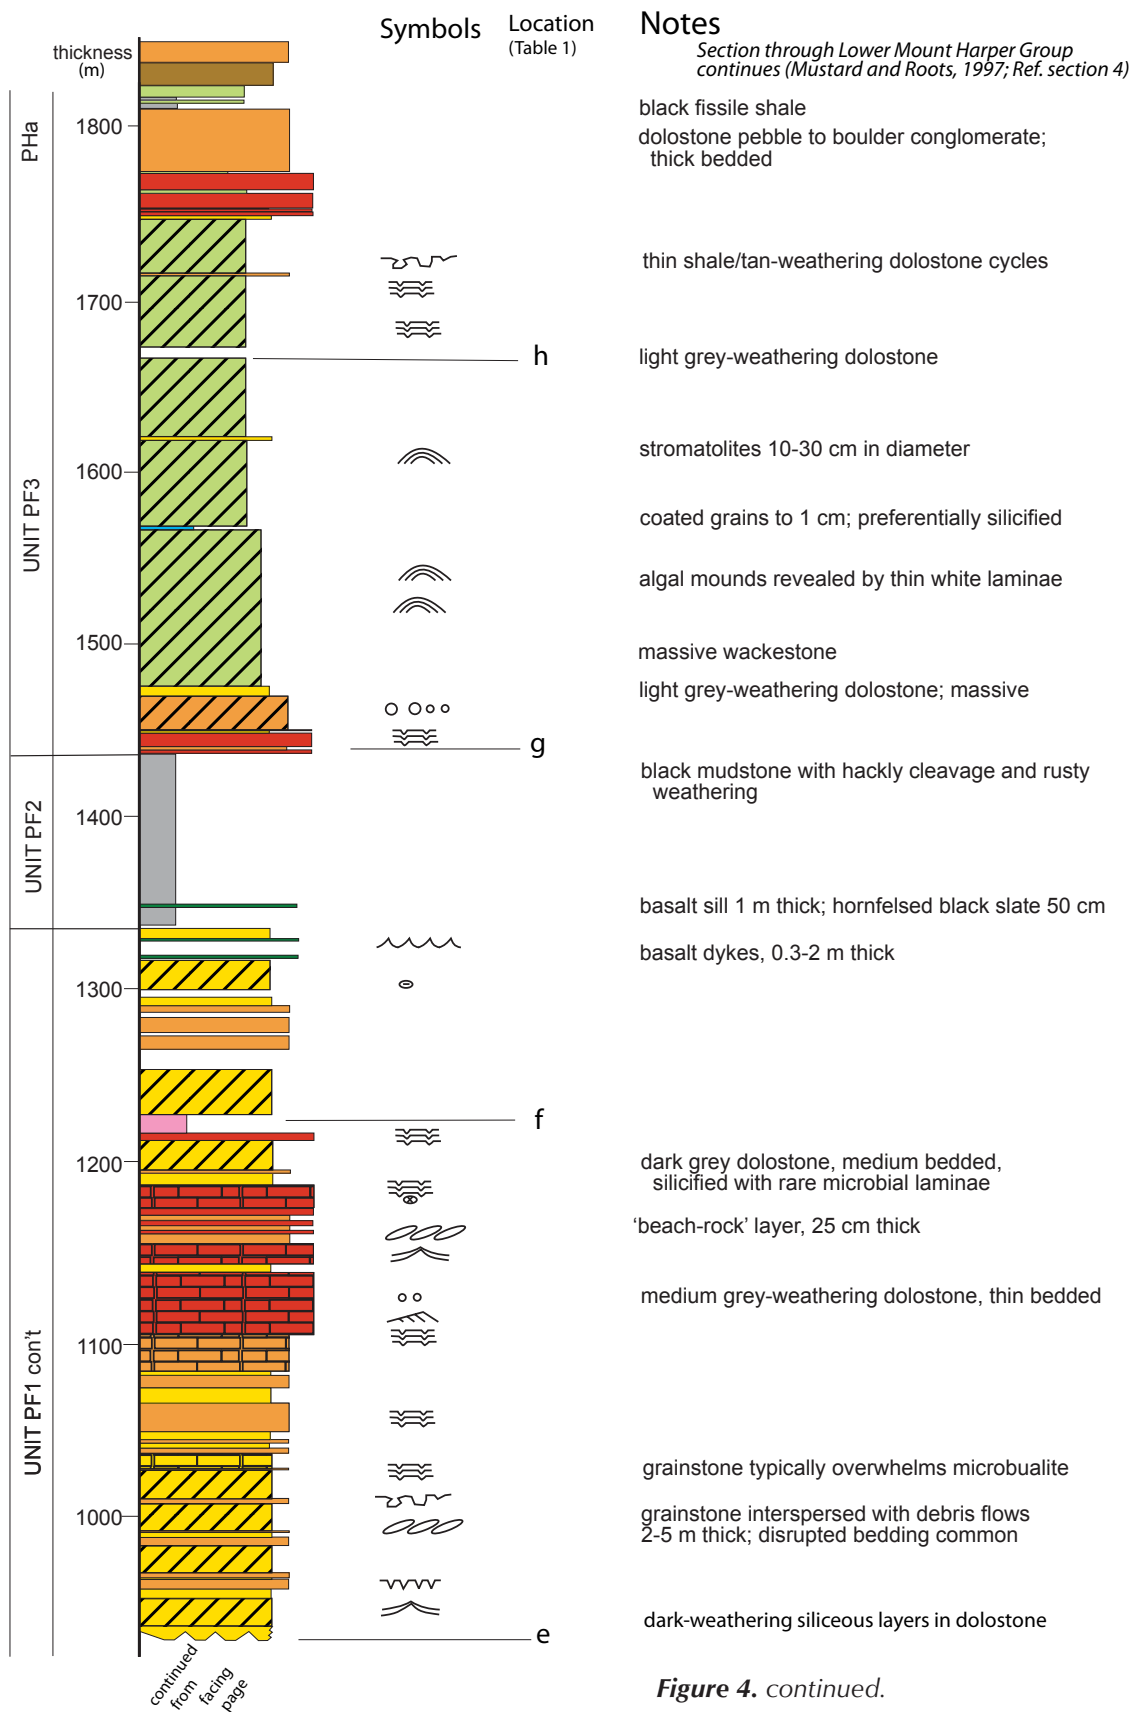 Symbols
Location
(Table 1)
Notes
thickness
(m)
Section through Lower Mount Harper Group
continues (Mustard and Roots, 1997; Ref. section 4)
PHa
UNIT PF3
UNIT PF2
UNIT PF1 con't
1800
1700
1600
1500
1400
1300
1200
1100
1000
black fissile shale
dolostone pebble to boulder conglomerate;
thick bedded
thin shale/tan-weathering dolostone cycles
h
light grey-weathering dolostone
stromatolites 10-30 cm in diameter
coated grains to 1 cm; preferentially silicified
algal mounds revealed by thin white laminae
massive wackestone
light grey-weathering dolostone; massive
g
black mudstone with hackly cleavage and rusty
weathering
basalt sill 1 m thick; hornfelsed black slate 50 cm
basalt dykes, 0.3-2 m thick
f
dark grey dolostone, medium bedded,
silicified with rare microbial laminae
‘beach-rock’ layer, 25 cm thick
medium grey-weathering dolostone, thin bedded
grainstone typically overwhelms microbualite
grainstone interspersed with debris flows
2-5 m thick; disrupted bedding common
dark-weathering siliceous layers in dolostone
e
continued
from
facing
page
Figure 4. continued.